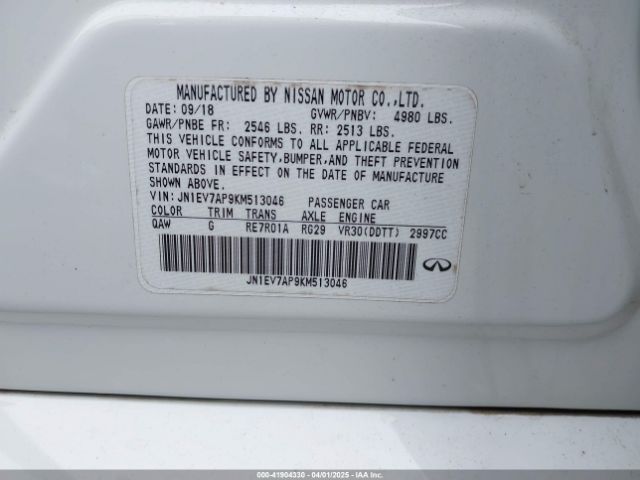 MANUFACTURED BY NISSAN MOTOR CO.,LTD.
DATE: 09/18 GVWR/PNBV: 4980 LBS.
GAWR/PNBE FR: 2546 LBS. RR: 2513 LBS.
THIS VEHICLE CONFORMS TO ALL APPLICABLE FEDERAL
MOTOR VEHICLE SAFETY,BUMPER,AND THEFT PREVENTION
STANDARDS IN EFFECT ON THE DATE OF MANUFACTURE
SHOWN ABOVE.
VIN: JN1EV7AP9KM513046 PASSENGER CAR
COLOR TRIM TRANS AXLE ENGINE
QAW G RE7R01A RG29 VR30(DDTT) 2997CC
JN1EV7AP9KM513046
INFINITI
000-41904330 - 04/01/2025 - IAA, Inc.